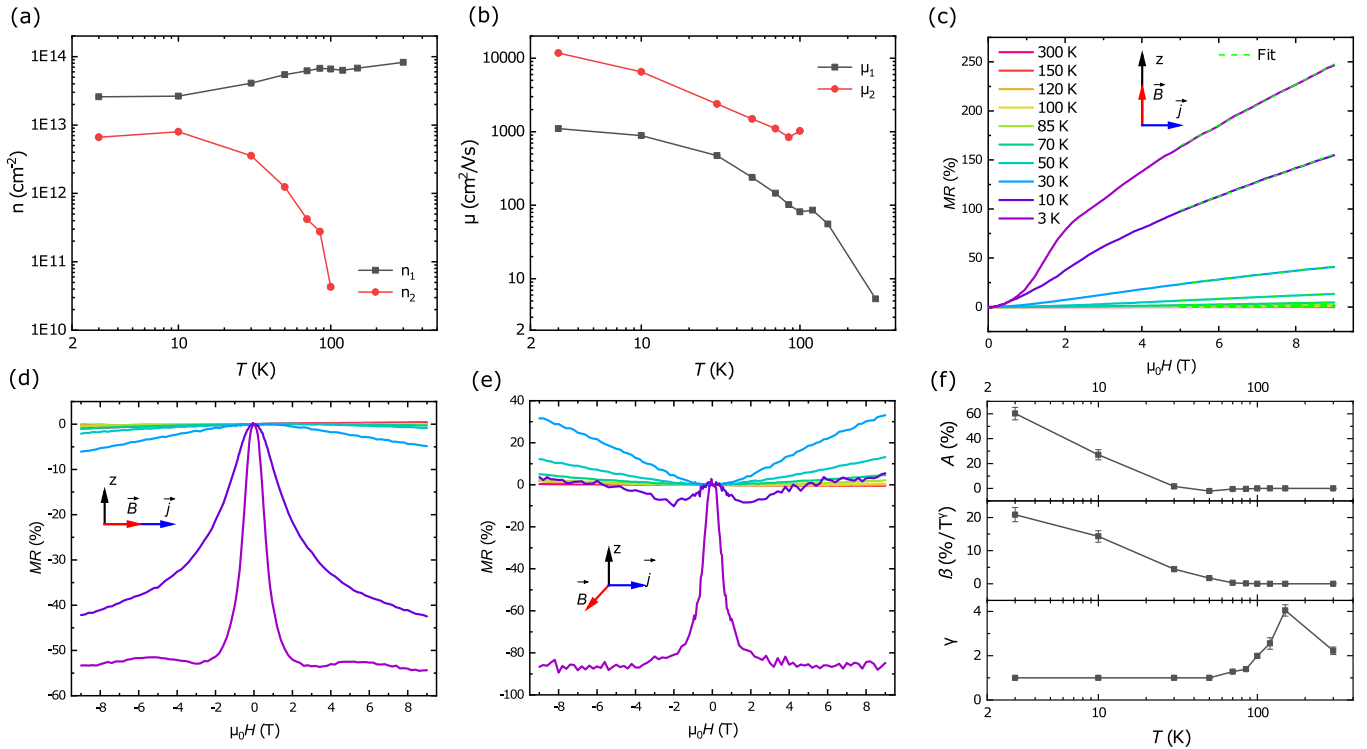 (a)
1E14
1E13
1E12
1E11
1E10
n (cm⁻²)
n₁
n₂
2
10
100
T (K)
(b)
10000
1000
100
10
2
μ (cm²/Vs)
μ₁
μ₂
2
10
100
T (K)
(c)
250
200
150
100
50
0
MR (%)
300 K
150 K
120 K
100 K
85 K
70 K
50 K
30 K
10 K
3 K
Fit
z
B
j
0
2
4
6
8
μ₀H (T)
(d)
0
-10
-20
-30
-40
-50
-60
MR (%)
z
B
j
-8
-6
-4
-2
0
2
4
6
8
μ₀H (T)
(e)
40
20
0
-40
-60
-80
-100
MR (%)
z
B
j
-8
-6
-4
-2
0
2
4
6
8
μ₀H (T)
(f)
2
10
100
60
40
20
0
A (%)
20
10
0
B (%/Tᵞ)
4
2
0
γ
2
10
100
T (K)